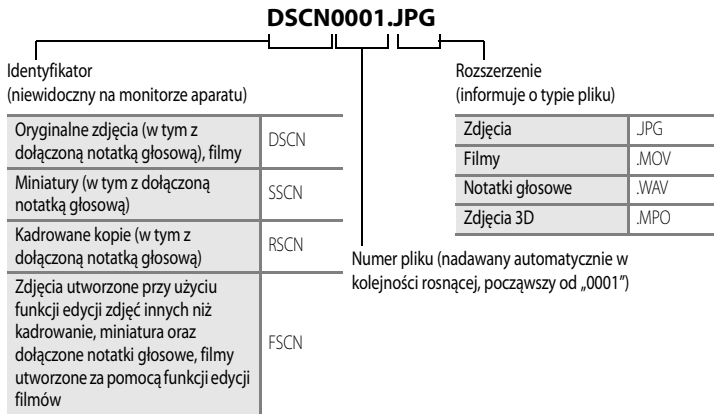 DSCN0001.JPG
Identyfikator
(niewidoczny na monitorze aparatu)
Oryginalne zdjęcia (w tym z
dołączoną notatką głosową), filmy
DSCN
Miniatury (w tym z dołączoną
notatką głosową)
SSCN
Kadrowane kopie (w tym z
dołączoną notatką głosową)
RSCN
Zdjęcia utworzone przy użyciu
funkcji edycji zdjęć innych niż
kadrowanie, miniatura oraz
dołączone notatki głosowe, filmy
utworzone za pomocą funkcji edycji
filmów
FSCN
Rozszerzenie
(informuje o typie pliku)
Zdjęcia .JPG
Filmy .MOV
Notatki głosowe .WAV
Zdjęcia 3D .MPO
Numer pliku (nadawany automatycznie w
kolejności rosnącej, począwszy od „0001”)